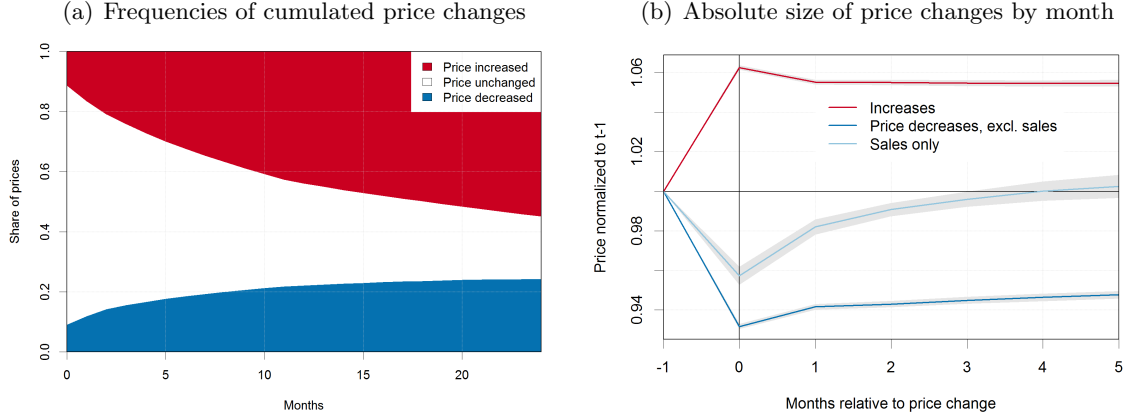 (a) Frequencies of cumulated price changes
Share of prices
1.0
0.8
0.6
0.4
0.2
0.0
Price increased
Price unchanged
Price decreased
0 5 10 15 20
Months
(b) Absolute size of price changes by month
Price normalized to t-1
1.06
1.02
0.98
0.94
Increases
Price decreases, excl. sales
Sales only
-1 0 1 2 3 4 5
Months relative to price change